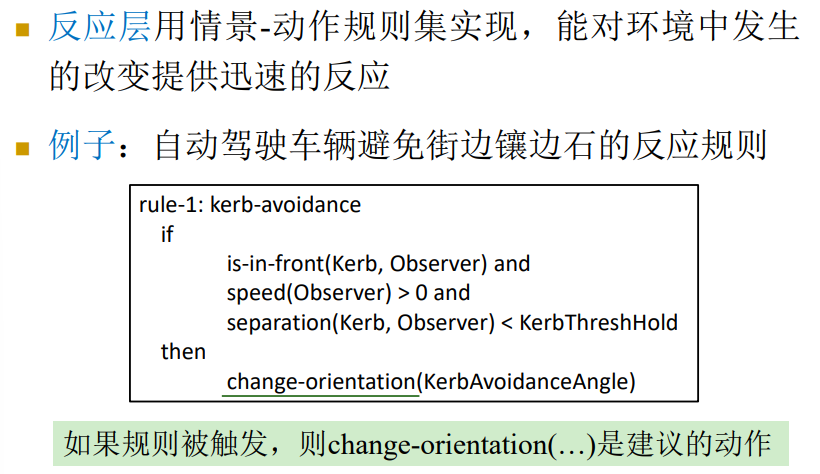 反应层用情景-动作规则集实现，能对环境中发生
的改变提供迅速的反应
例子：自动驾驶车辆避免街边镶边石的反应规则
rule-1: kerb-avoidance
if
is-in-front(Kerb, Observer) and
speed(Observer) > 0 and
separation(Kerb, Observer) < KerbThreshHold
then
change-orientation(KerbAvoidanceAngle)
如果规则被触发，则change-orientation(…)是建议的动作